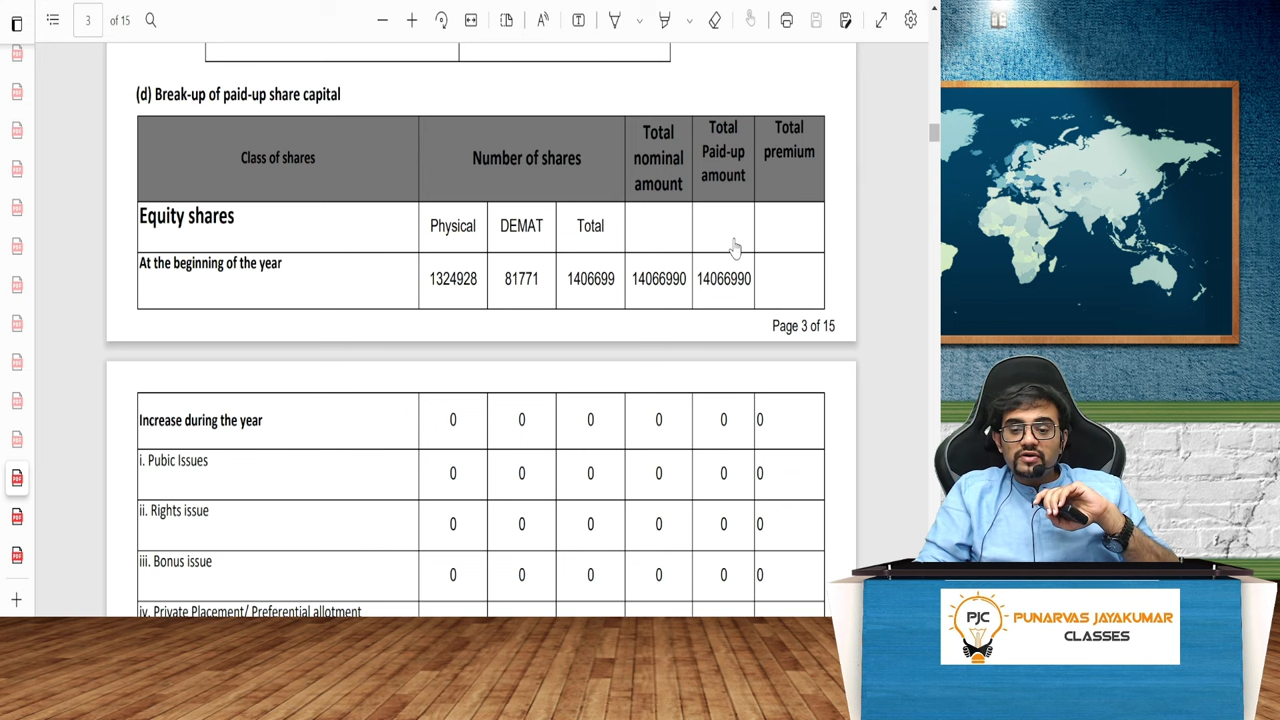 3 of 15
(d) Break-up of paid-up share capital
Class of shares Number of shares Total nominal amount Total Paid-up amount Total premium
Equity shares Physical DEMAT Total
At the beginning of the year 1324928 81771 1406699 14066990 14066990
Page 3 of 15
Increase during the year 0 0 0 0 0 0
i. Pubic Issues 0 0 0 0 0 0
ii. Rights issue 0 0 0 0 0 0
iii. Bonus issue 0 0 0 0 0 0
iv. Private Placement/ Preferential allotment
PJC PUNARVAS JAYAKUMAR
CLASSES